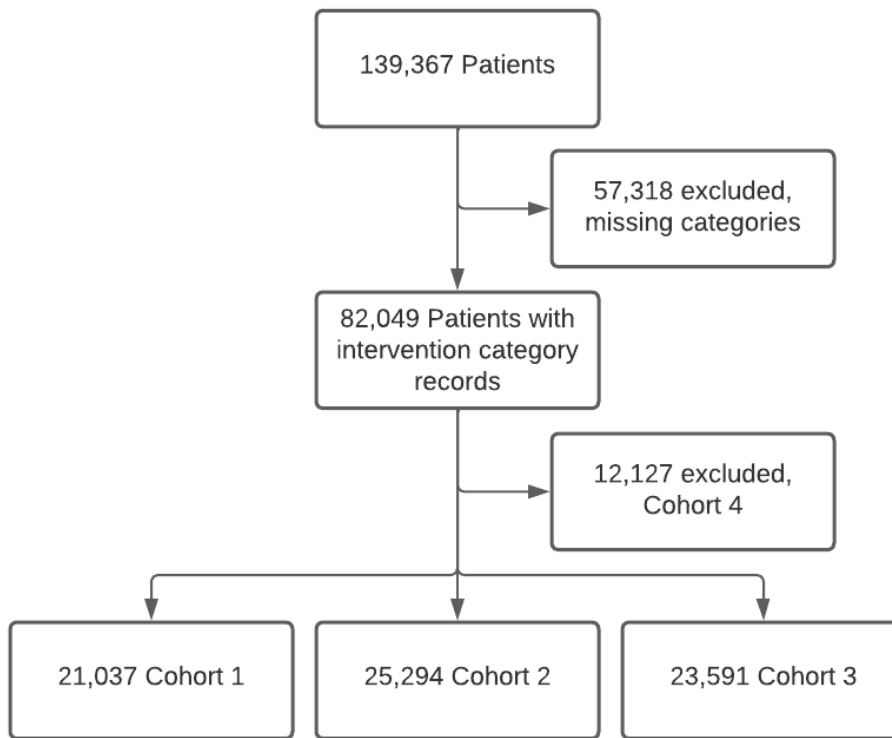 139,367 Patients
57,318 excluded,
missing categories
82,049 Patients with
intervention category
records
12,127 excluded,
Cohort 4
21,037 Cohort 1
25,294 Cohort 2
23,591 Cohort 3